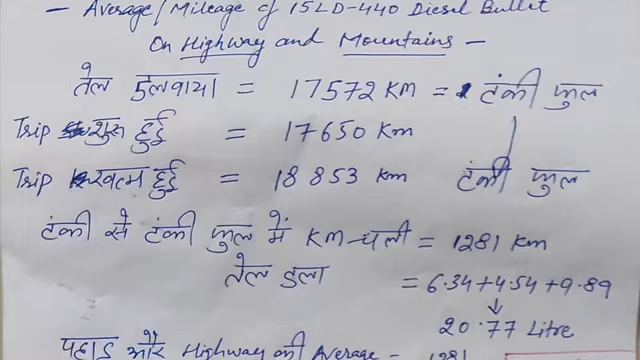 — Average/Mileage of 15LD-440 Diesel Bullet
On Highway and Mountains —
तेल डलवाया = 17572 KM = टंकी फुल
Trip शुरू हुई = 17650 Km
Trip खत्म हुई = 18853 Km टंकी फुल
टंकी से टंकी फुल में KM चली = 1281 Km
तेल डला = 6.34+4.54+9.89
↓
20.77 Litre
पहाड़ और Highway की Average - 1281